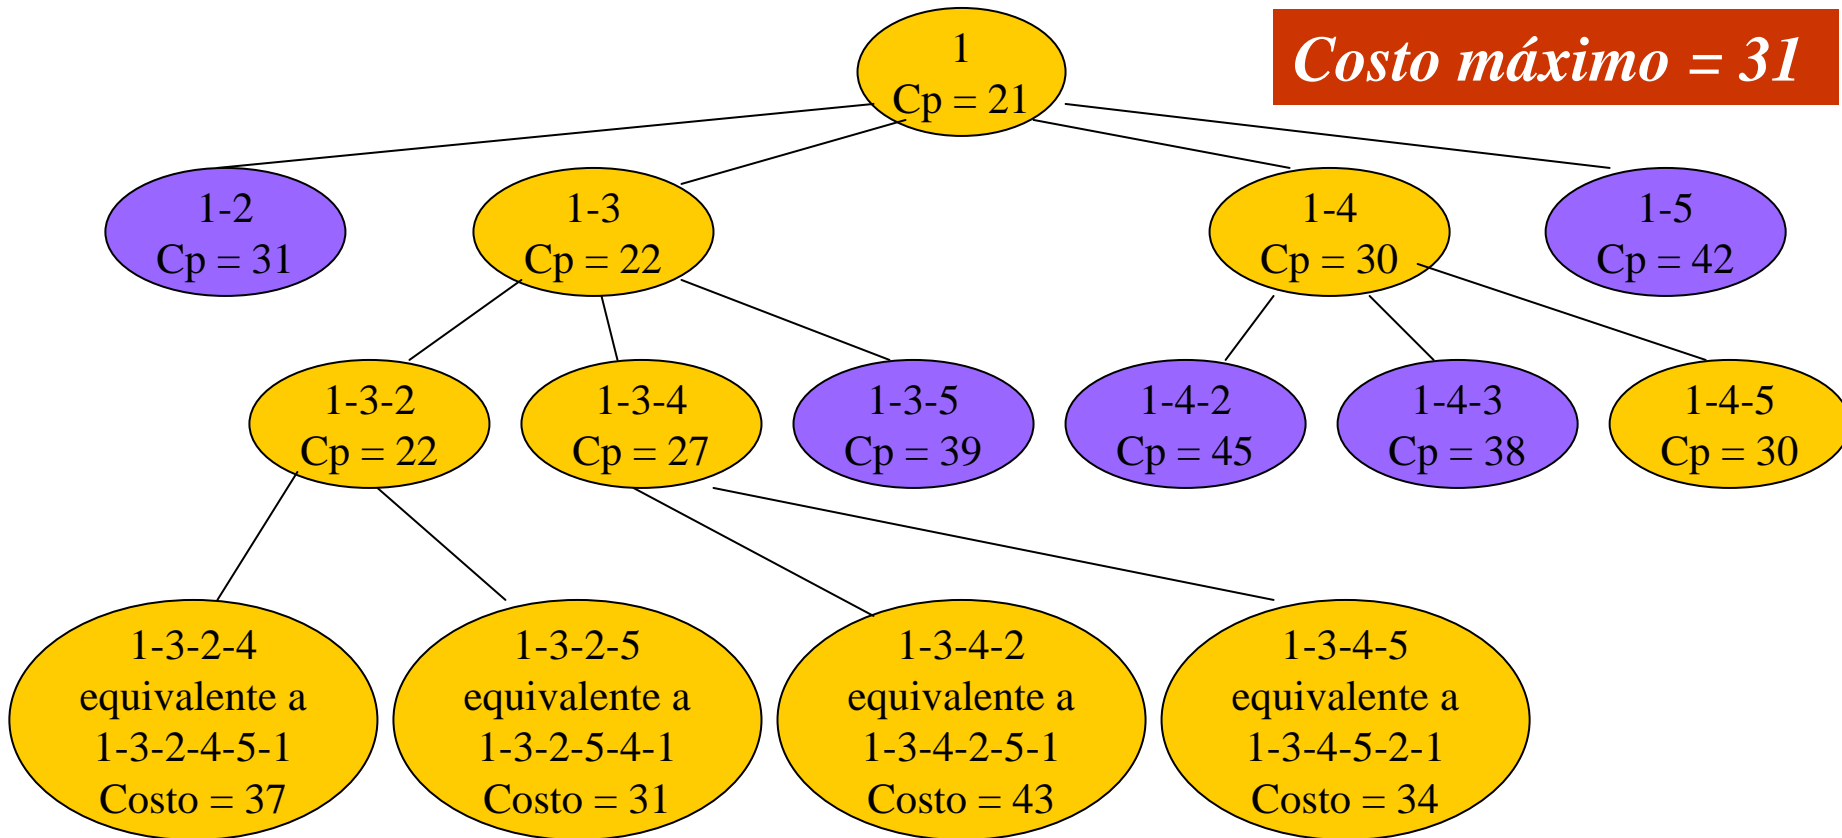 Costo máximo = 31
1
Cp = 21
1-2
Cp = 31
1-3
Cp = 22
1-4
Cp = 30
1-5
Cp = 42
1-3-2
Cp = 22
1-3-4
Cp = 27
1-3-5
Cp = 39
1-4-2
Cp = 45
1-4-3
Cp = 38
1-4-5
Cp = 30
1-3-2-4
equivalente a
1-3-2-4-5-1
Costo = 37
1-3-2-5
equivalente a
1-3-2-5-4-1
Costo = 31
1-3-4-2
equivalente a
1-3-4-2-5-1
Costo = 43
1-3-4-5
equivalente a
1-3-4-5-2-1
Costo = 34